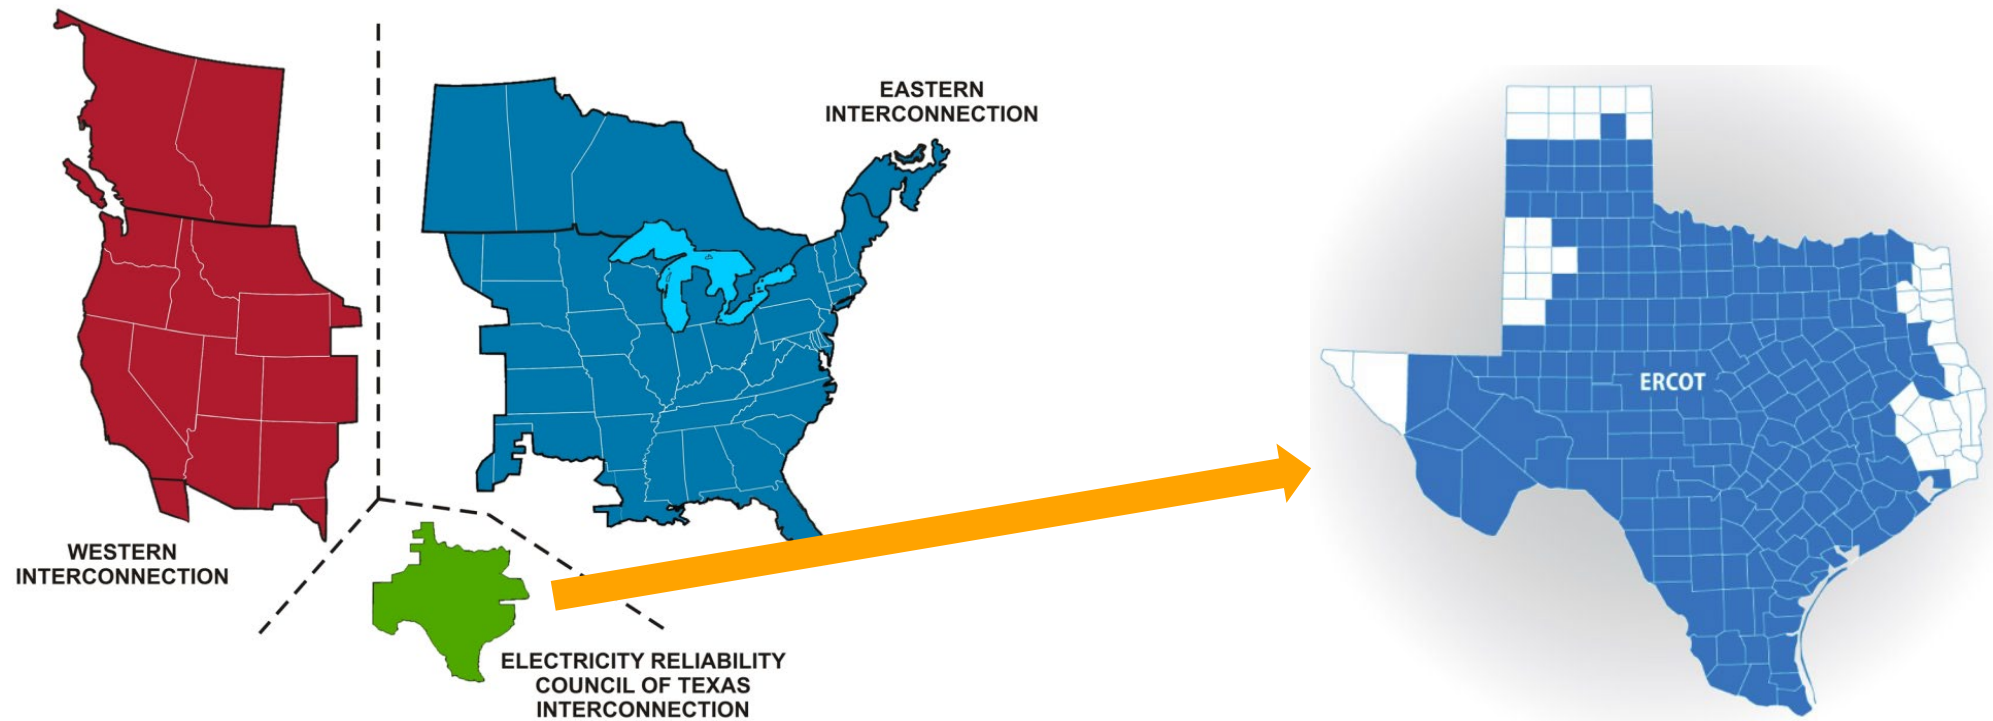 EASTERN
INTERCONNECTION
WESTERN
INTERCONNECTION
ELECTRICITY RELIABILITY
COUNCIL OF TEXAS
INTERCONNECTION
ERCOT